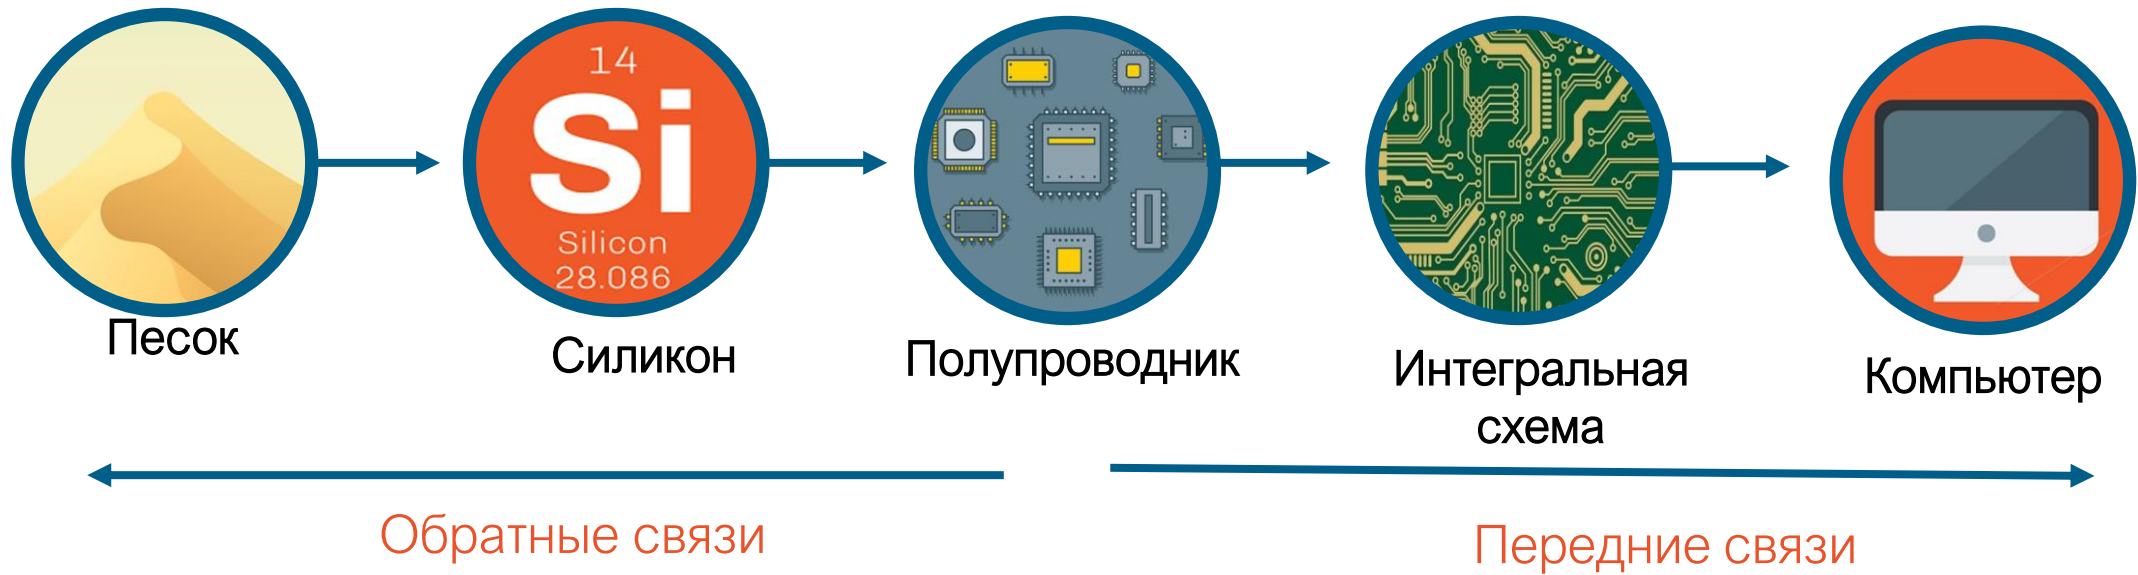 14
Si
Silicon
28.086
Песок
Силикон
Полупроводник
Интегральная
схема
Компьютер
Обратные связи
Передние связи